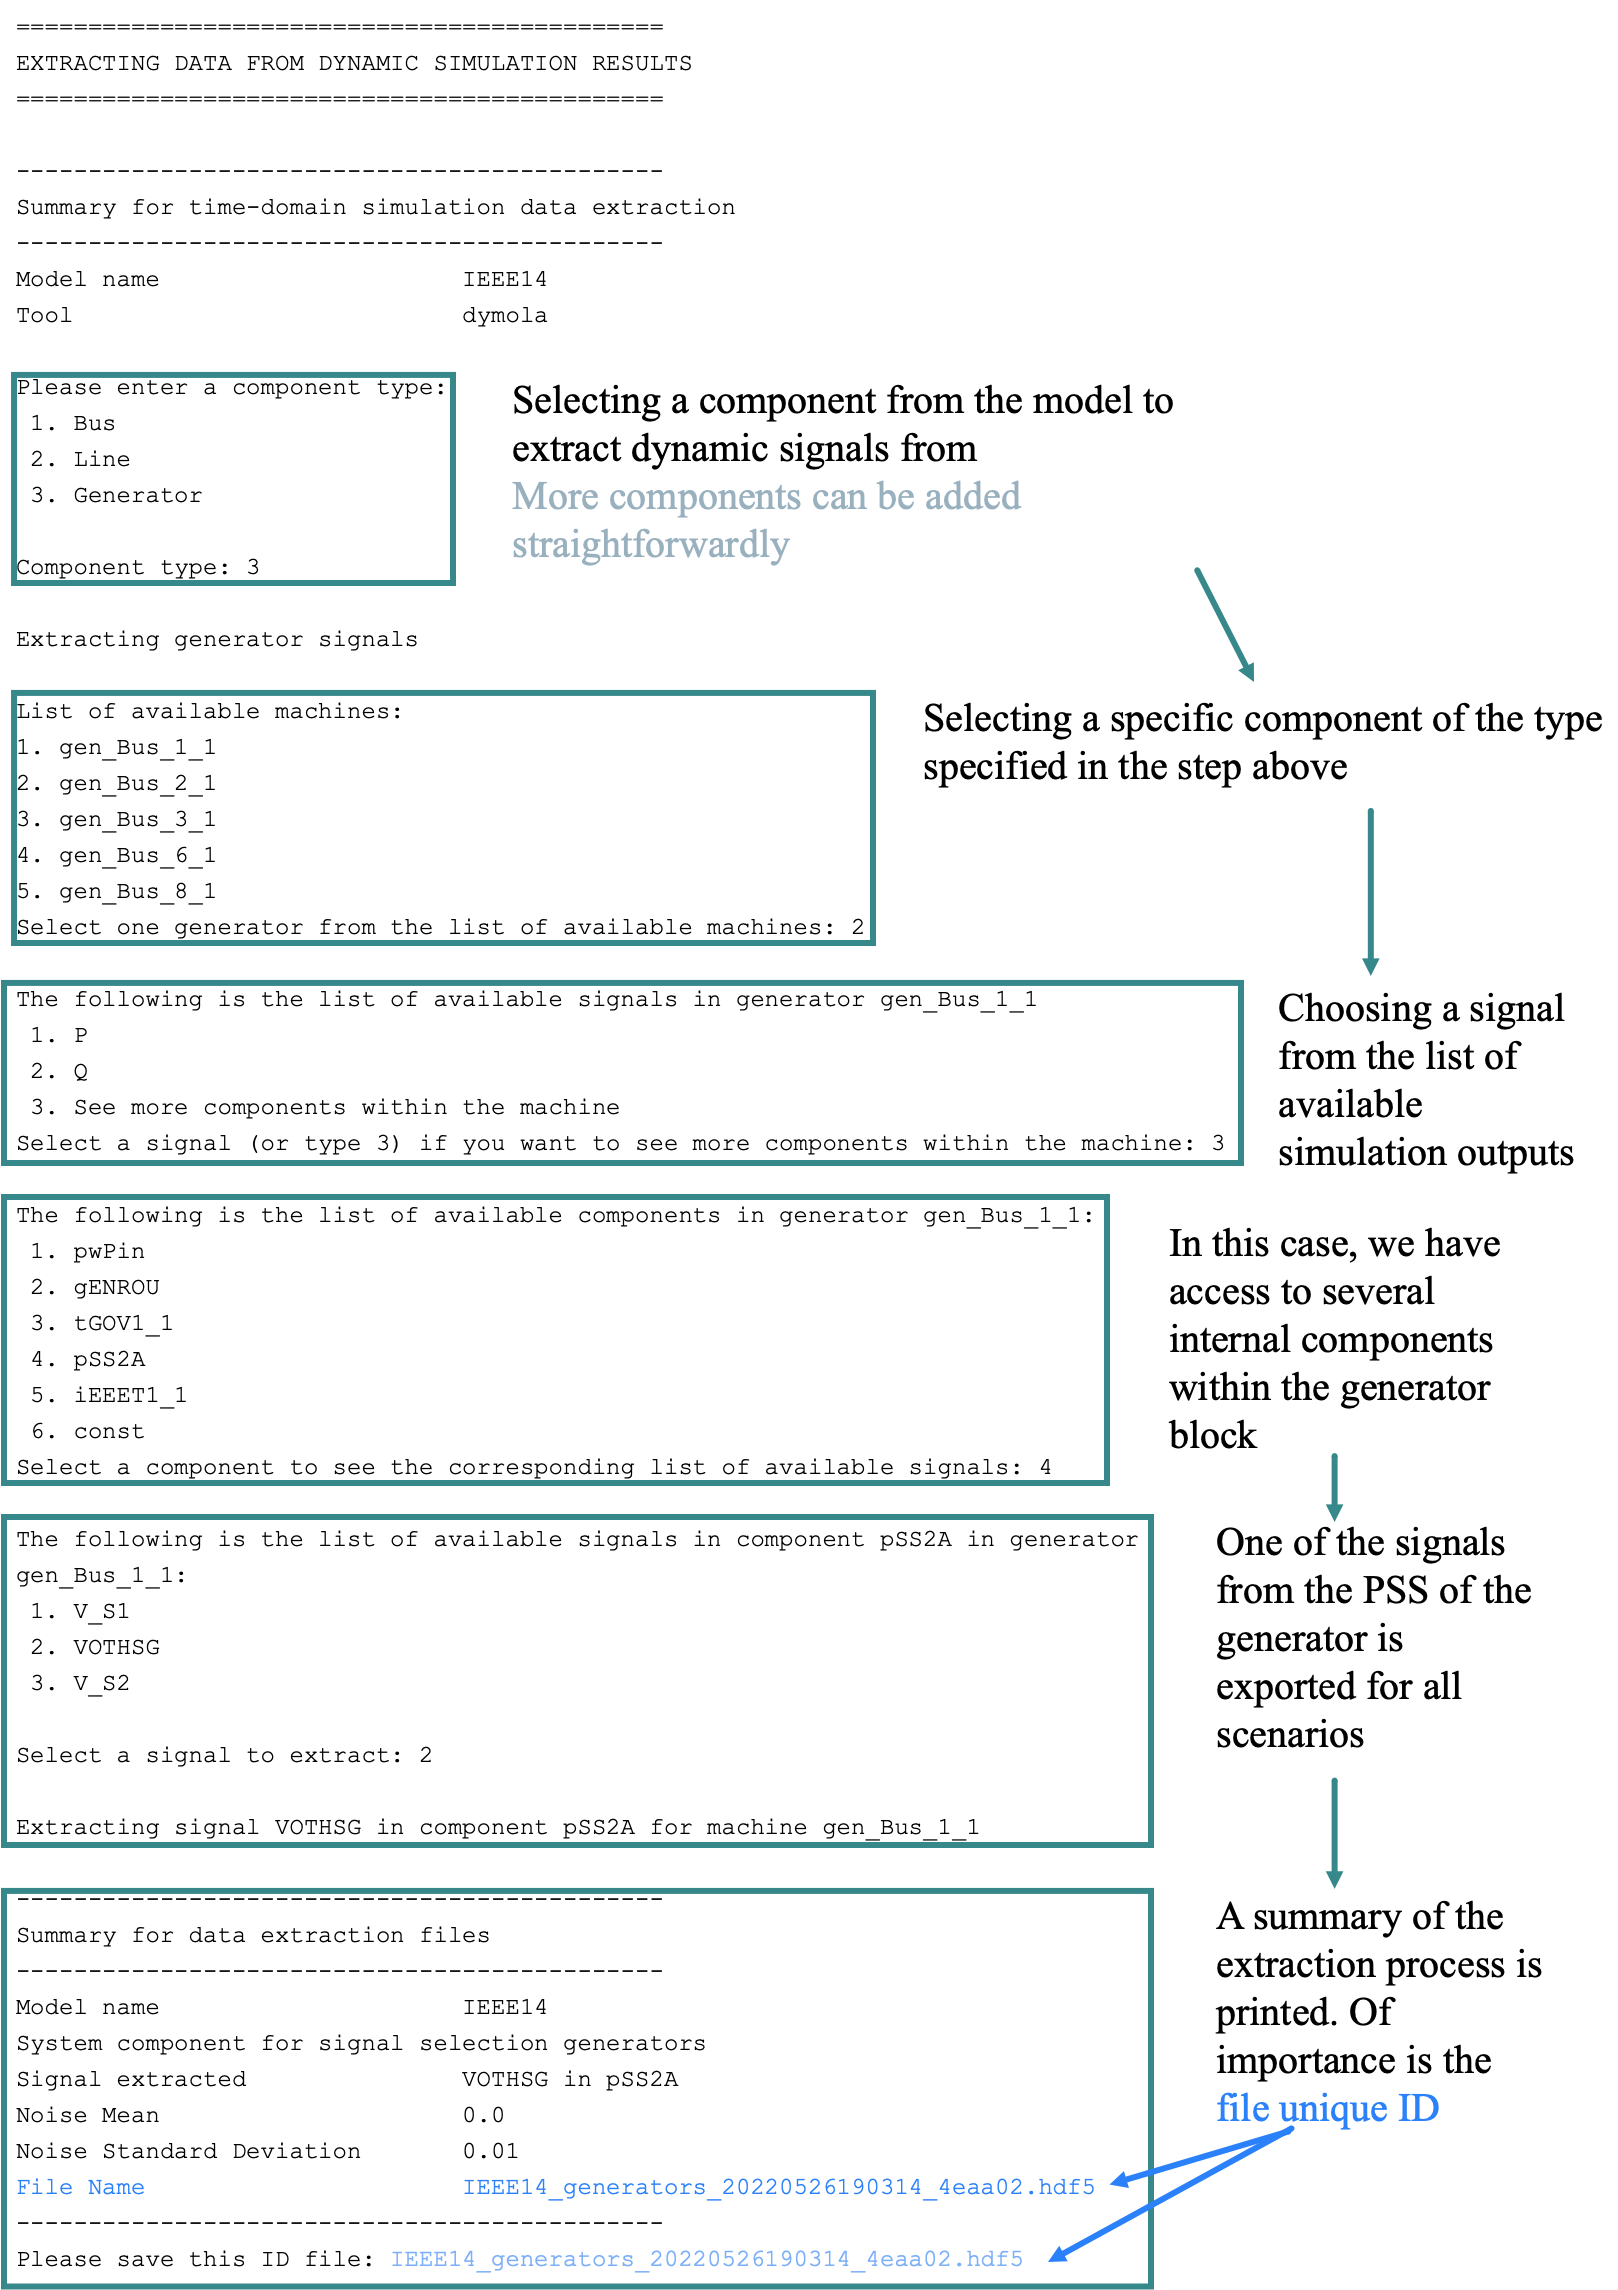 =============================================
EXTRACTING DATA FROM DYNAMIC SIMULATION RESULTS
=============================================
---------------------------------------------
Summary for time-domain simulation data extraction
---------------------------------------------
Model name IEEE14
Tool dymola
Please enter a component type:
1. Bus
2. Line
3. Generator
Component type: 3
Selecting a component from the model to
extract dynamic signals from
More components can be added
straightforwardly
Extracting generator signals
List of available machines:
1. gen_Bus_1_1
2. gen_Bus_2_1
3. gen_Bus_3_1
4. gen_Bus_6_1
5. gen_Bus_8_1
Select one generator from the list of available machines: 2
Selecting a specific component of the type
specified in the step above
The following is the list of available signals in generator gen_Bus_1_1
1. P
2. Q
3. See more components within the machine
Select a signal (or type 3) if you want to see more components within the machine: 3
Choosing a signal
from the list of
available
simulation outputs
The following is the list of available components in generator gen_Bus_1_1:
1. pwPin
2. gENROU
3. tGOV1_1
4. pSS2A
5. iEEET1_1
6. const
Select a component to see the corresponding list of available signals: 4
In this case, we have
access to several
internal components
within the generator
block
The following is the list of available signals in component pSS2A in generator
gen_Bus_1_1:
1. V_S1
2. VOTHSG
3. V_S2
Select a signal to extract: 2
Extracting signal VOTHSG in component pSS2A for machine gen_Bus_1_1
One of the signals
from the PSS of the
generator is
exported for all
scenarios
---------------------------------------------
Summary for data extraction files
---------------------------------------------
Model name IEEE14
System component for signal selection generators
Signal extracted VOTHSG in pSS2A
Noise Mean 0.0
Noise Standard Deviation 0.01
File Name IEEE14_generators_20220526190314_4eaa02.hdf5
---------------------------------------------
Please save this ID file: IEEE14_generators_20220526190314_4eaa02.hdf5
A summary of the
extraction process is
printed. Of
importance is the
file unique ID